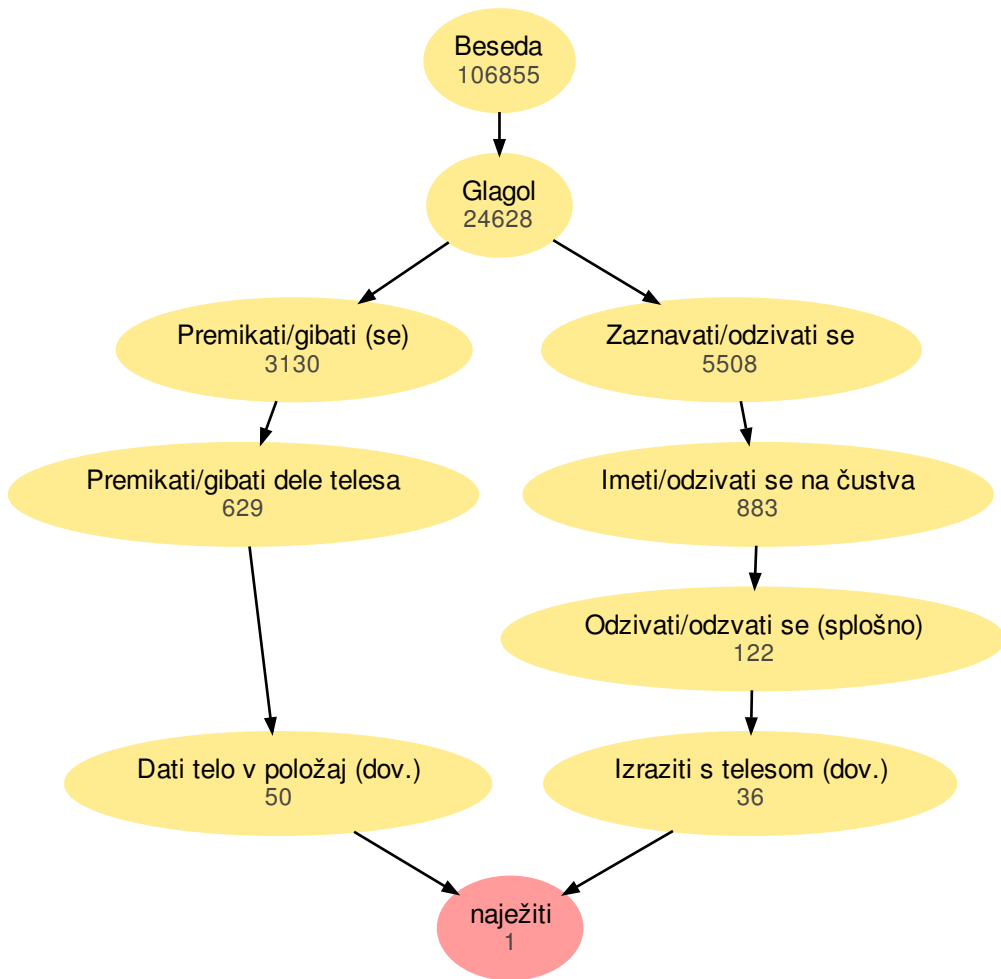 Beseda
106855
Glagol
24628
Premikati/gibati (se)
3130
Zaznavati/odzivati se
5508
Premikati/gibati dele telesa
629
Imeti/odzivati se na čustva
883
Odzivati/odzvati se (splošno)
122
Dati telo v položaj (dov.)
50
Izraziti s telesom (dov.)
36
naježiti
1